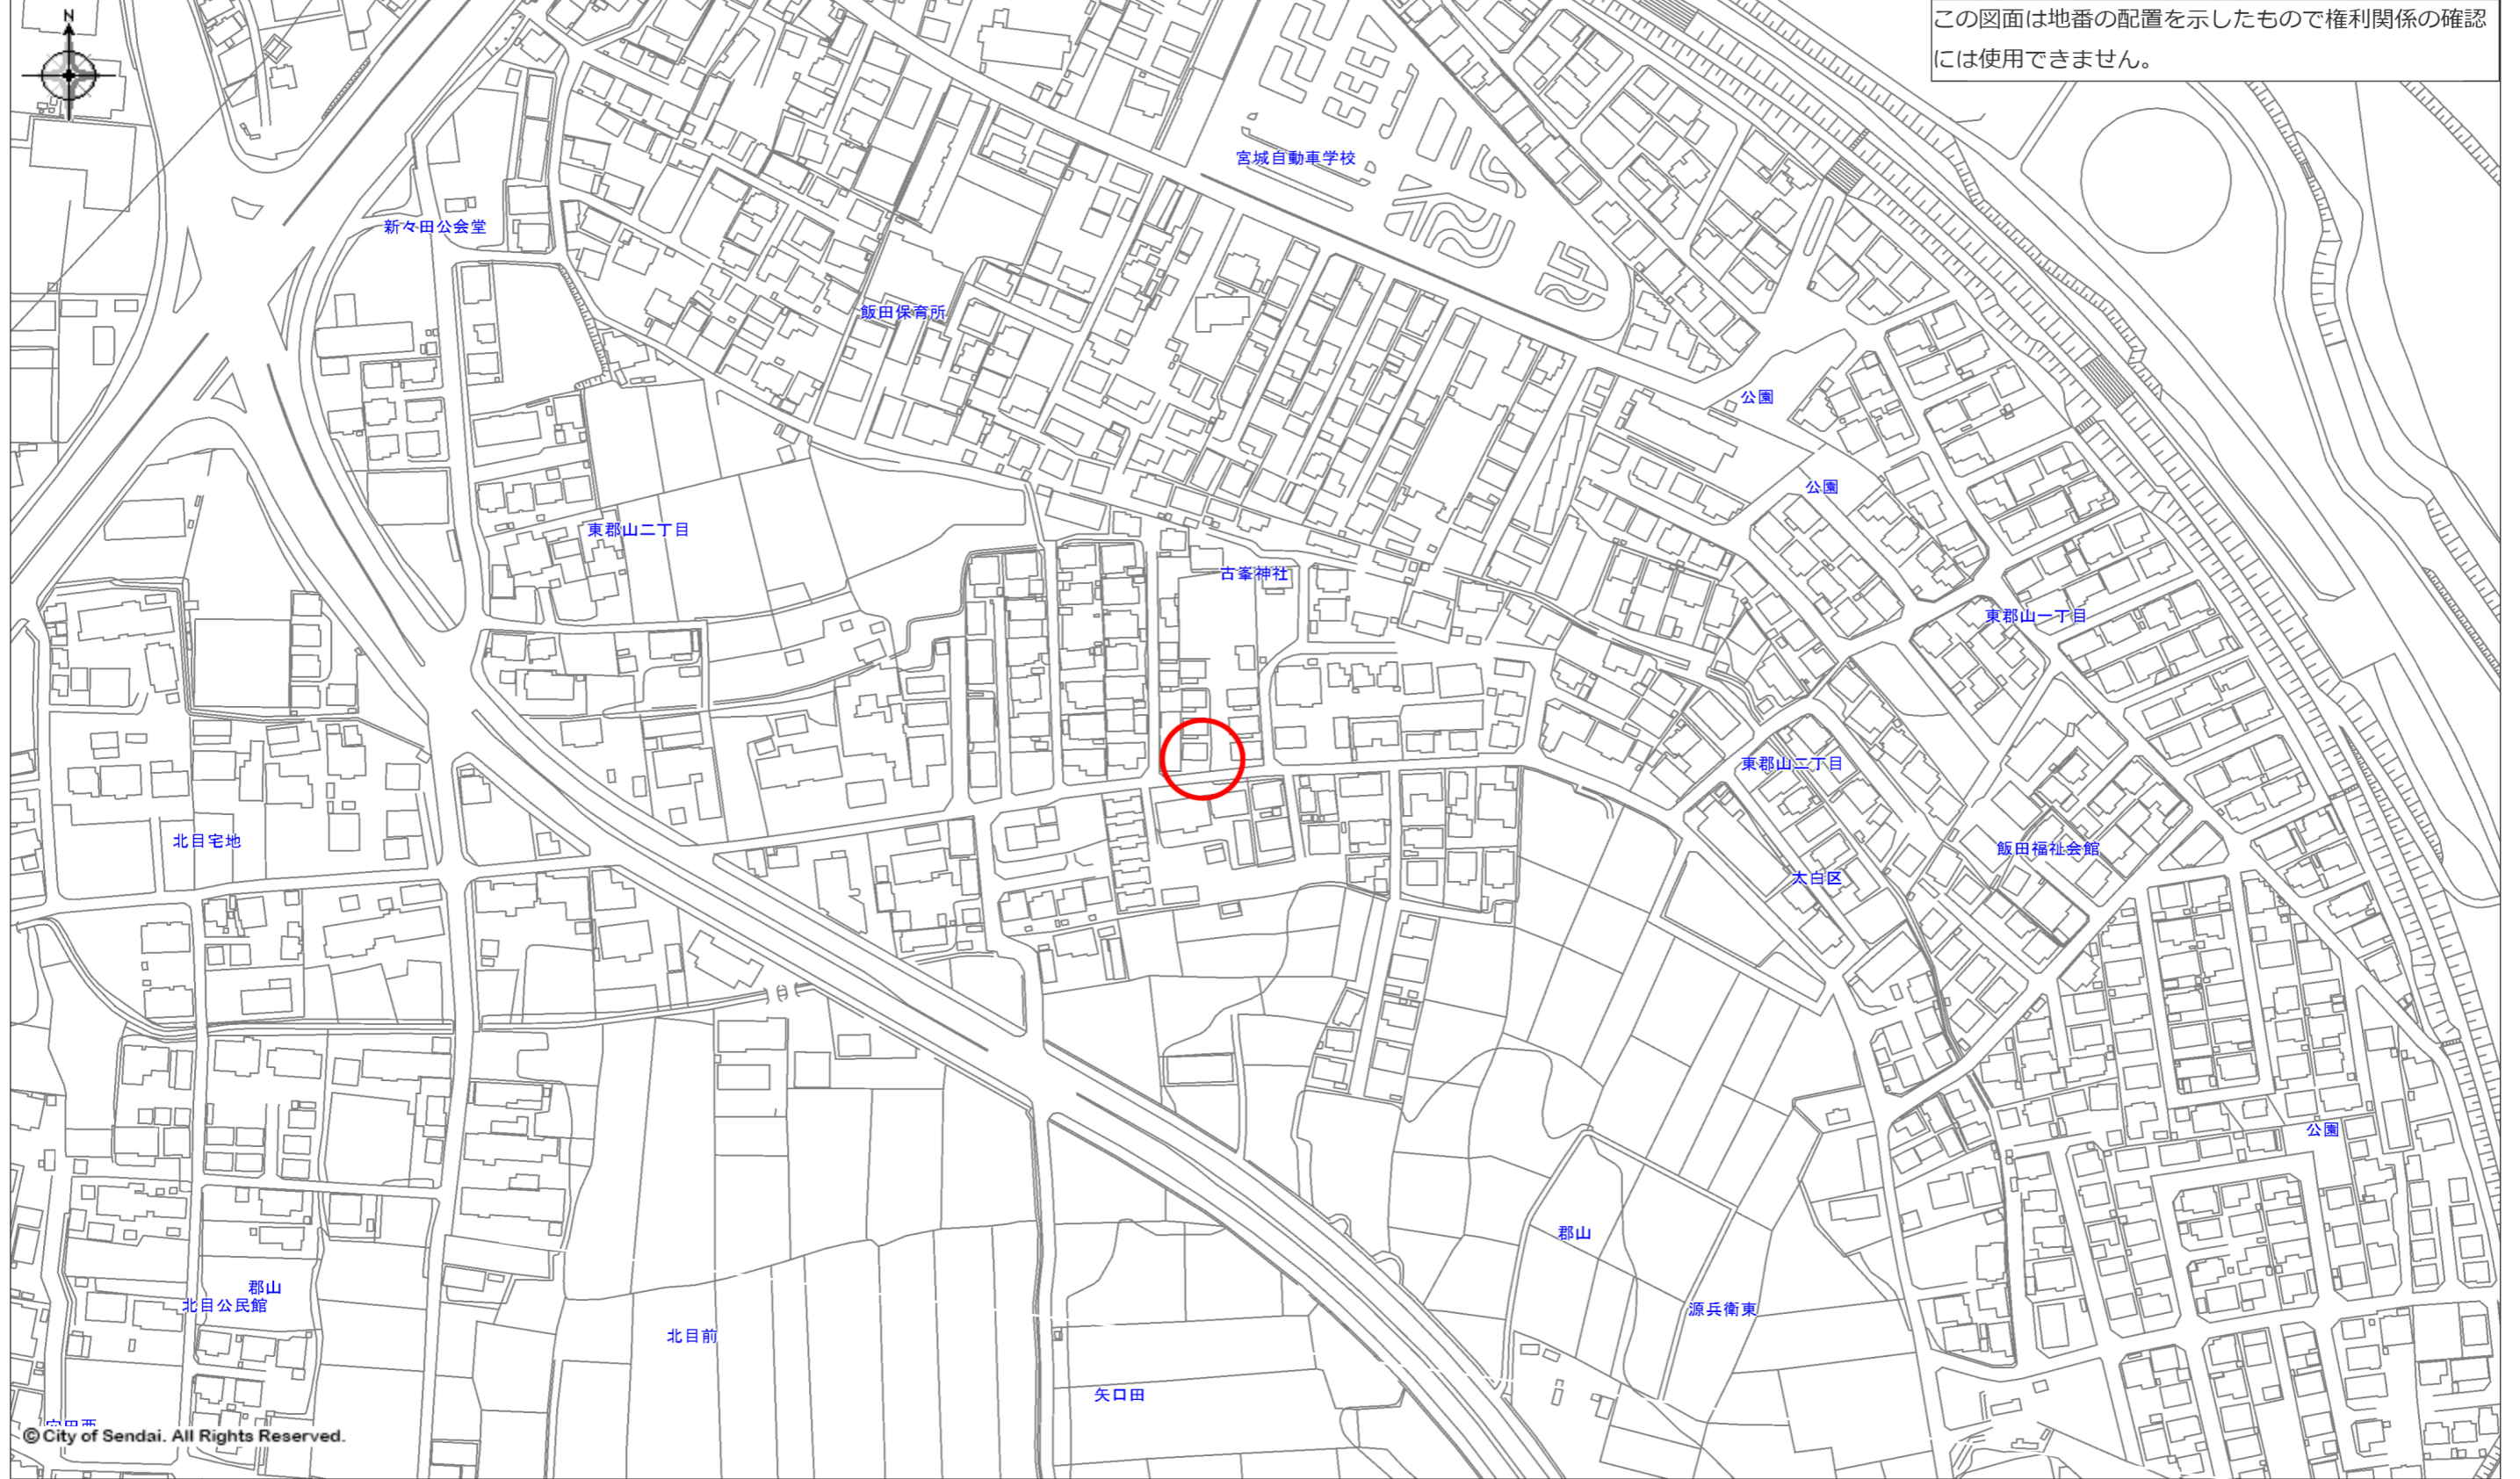 この図面は地番の配置を示したもので権利関係の確認
には使用できません。
N
宮城自動車学校
新々田公会堂
飯田保育所
公園
公園
東郡山二丁目
古峯神社
東郡山一丁目
東郡山二丁目
北目宅地
飯田福祉会館
太白区
公園
郡山
郡山
北目公民館
源兵衛東
北目前
矢口田
© City of Sendai. All Rights Reserved.